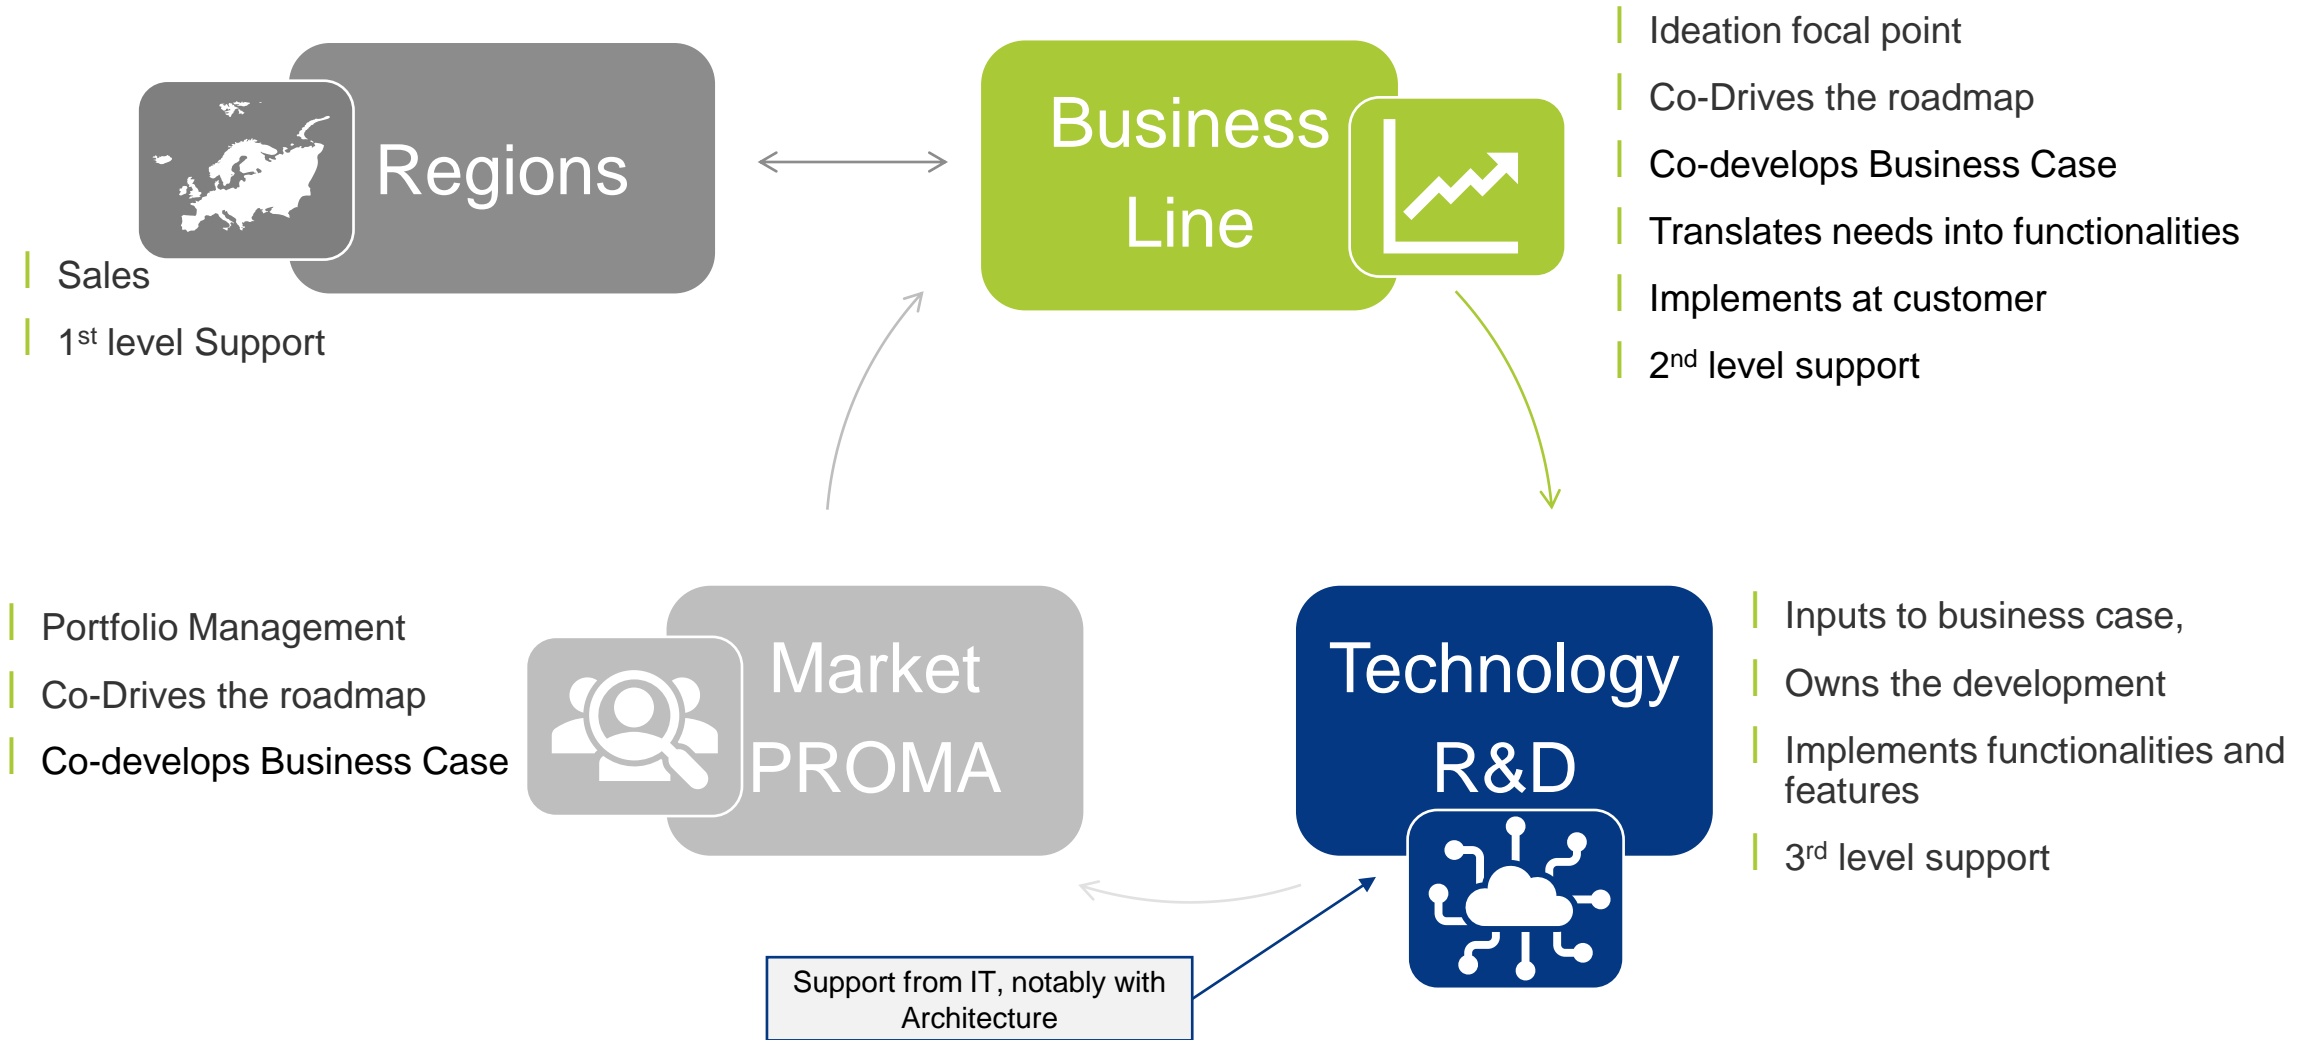 Regions
Sales
1st level Support
Business
Line
Ideation focal point
Co-Drives the roadmap
Co-develops Business Case
Translates needs into functionalities
Implements at customer
2nd level support
Portfolio Management
Co-Drives the roadmap
Co-develops Business Case
Market
PROMA
Technology
R&D
Inputs to business case,
Owns the development
Implements functionalities and
features
3rd level support
Support from IT, notably with
Architecture